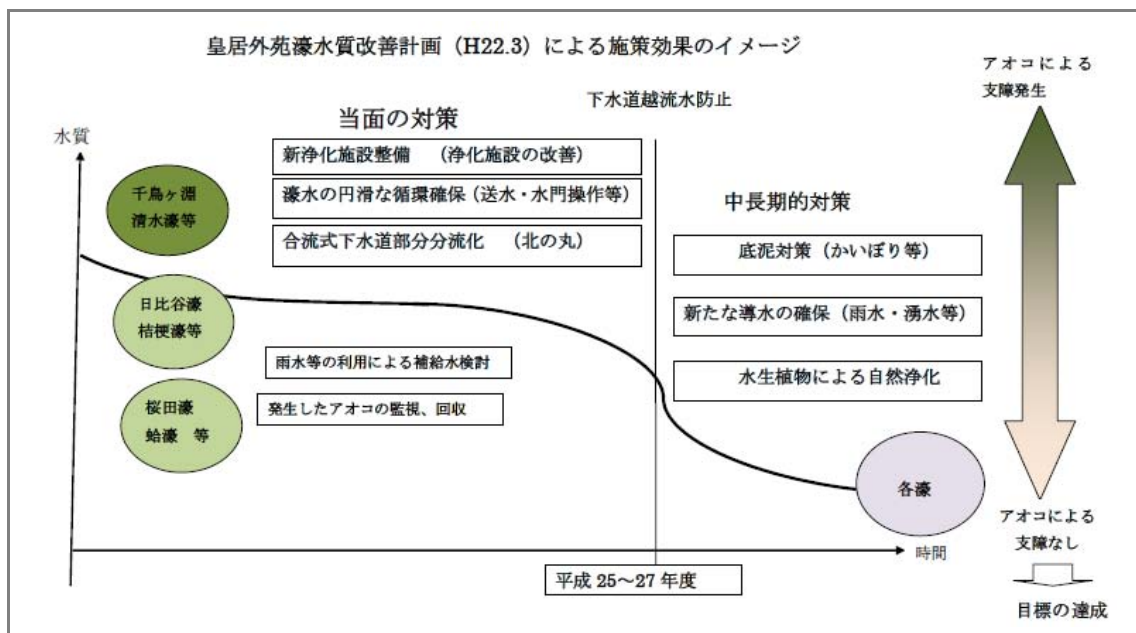 皇居外苑濠水質改善計画（H22.3）による施策効果のイメージ
アオコによる
支障発生
下水道越流水防止
当面の対策
水質
新浄化施設整備　（浄化施設の改善）
濠水の円滑な循環確保（送水・水門操作等）
合流式下水道部分分流化　（北の丸）
千鳥ヶ淵
清水濠等
中長期的対策
底泥対策（かいぼり等）
新たな導水の確保（雨水・湧水等）
水生植物による自然浄化
日比谷濠
桔梗濠等
雨水等の利用による補給水検討
発生したアオコの監視、回収
桜田濠
蛤濠　等
各濠
アオコによる
支障なし
時間
平成 25～27 年度
目標の達成